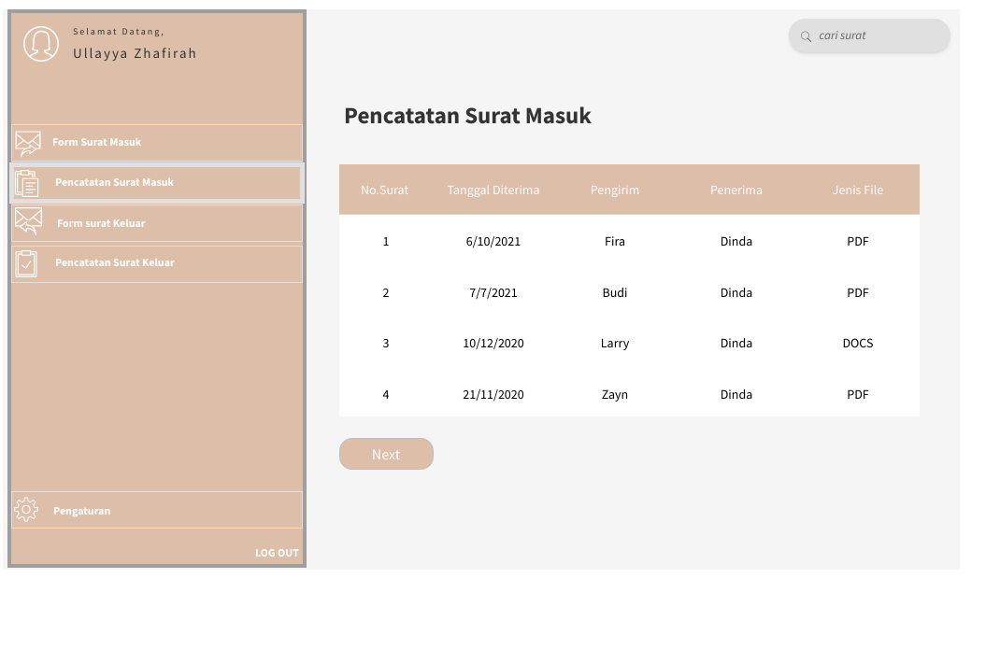 Selamat Datang,
Ullayya Zhafirah
cari surat
Form Surat Masuk
Pencatatan Surat Masuk
Form surat Keluar
Pencatatan Surat Keluar
Pengaturan
LOG OUT
Pencatatan Surat Masuk
No.Surat Tanggal Diterima Pengirim Penerima Jenis File
1 6/10/2021 Fira Dinda PDF
2 7/7/2021 Budi Dinda PDF
3 10/12/2020 Larry Dinda DOCS
4 21/11/2020 Zayn Dinda PDF
Next